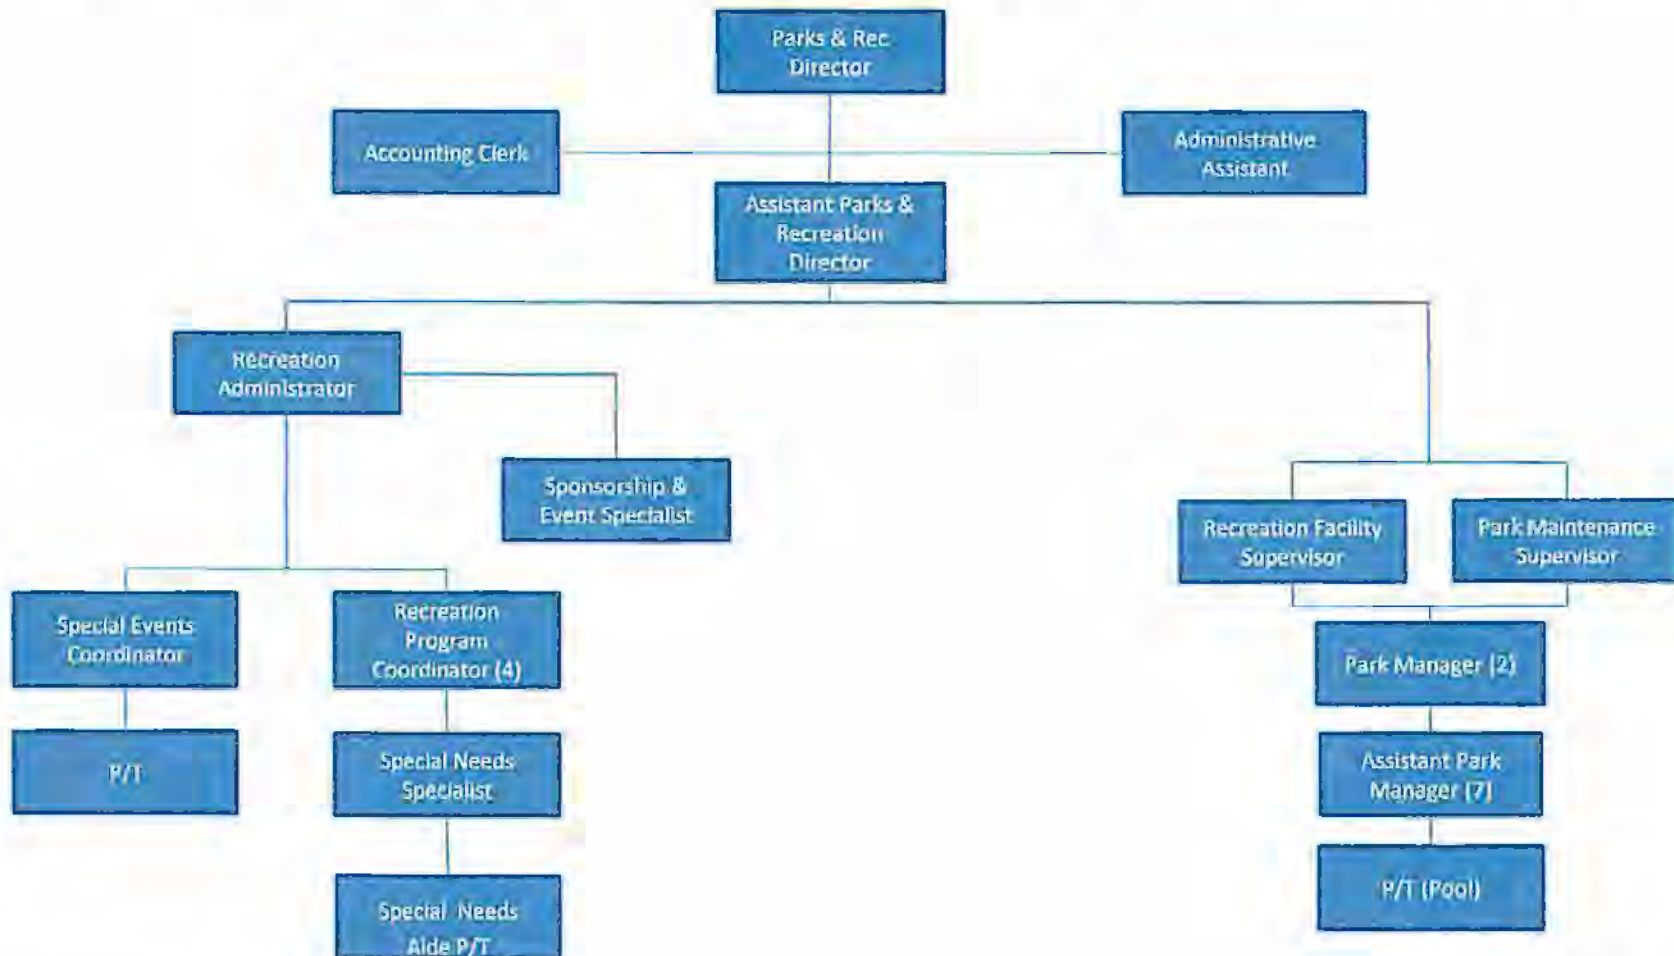 Parks & Rec
Director
Accounting Clerk
Administrative
Assistant
Assistant Parks &
Recreation
Director
Recreation
Administrator
Sponsorship &
Event Specialist
Recreation Facility
Supervisor
Park Maintenance
Supervisor
Special Events
Coordinator
Recreation
Program
Coordinator (4)
Park Manager (2)
P/T
Special Needs
Specialist
Assistant Park
Manager (7)
P/T (Pool)
Special Needs
Aide P/T